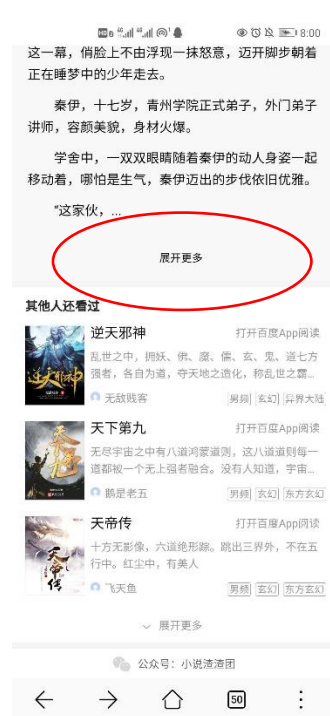 8:00
这一幕，俏脸上不由浮现一抹怒意，迈开脚步朝着
正在睡梦中的少年走去。
秦伊，十七岁，青州学院正式弟子，外门弟子
讲师，容颜美貌，身材火爆。
学舍中，一双双眼睛随着秦伊的动人身姿一起
移动着，哪怕是生气，秦伊迈出的步伐依旧优雅。
“这家伙，...
展开更多
其他人还看过
逆天邪神 打开百度App阅读
乱世之中，拥妖、佛、魔、儒、玄、鬼、道七方
强者，各自为道，夺天地之造化，称乱世之霸...
无敌贱客 男频 玄幻 异界大陆
天下第九 打开百度App阅读
无尽宇宙之中有八道鸿蒙道则，这八道道则每一
道都被一个无上强者融合。没有人知道，宇宙...
鹅是老五 男频 玄幻 东方玄幻
天帝传 打开百度App阅读
十方无影像，六道绝形踪。跳出三界外，不在五
行中。红尘中，有美人
飞天鱼 男频 玄幻 东方玄幻
展开更多
公众号：小说渣渣团
50